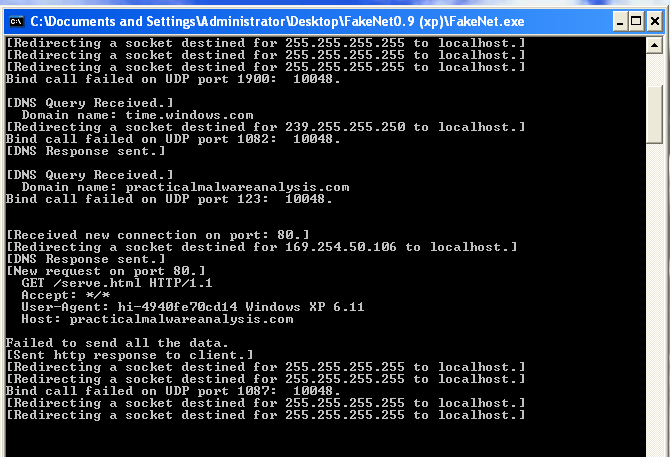 C:\Documents and Settings\Administrator\Desktop\FakeNet0.9 (xp)\FakeNet.exe
[Redirecting a socket destined for 255.255.255.255 to localhost.]
[Redirecting a socket destined for 255.255.255.255 to localhost.]
[Redirecting a socket destined for 255.255.255.255 to localhost.]
Bind call failed on UDP port 1900:  10048.
[DNS Query Received.]
  Domain name: time.windows.com
[Redirecting a socket destined for 239.255.255.250 to localhost.]
Bind call failed on UDP port 1082:  10048.
[DNS Response sent.]
[DNS Query Received.]
  Domain name: practicalmalwareanalysis.com
Bind call failed on UDP port 123:  10048.
[Received new connection on port: 80.]
[Redirecting a socket destined for 169.254.50.106 to localhost.]
[DNS Response sent.]
[New request on port 80.]
  GET /serve.html HTTP/1.1
  Accept: */*
  User-Agent: hi-4940fe70cd14 Windows XP 6.11
  Host: practicalmalwareanalysis.com
Failed to send all the data.
[Sent http response to client.]
[Redirecting a socket destined for 255.255.255.255 to localhost.]
[Redirecting a socket destined for 255.255.255.255 to localhost.]
Bind call failed on UDP port 1087:  10048.
[Redirecting a socket destined for 255.255.255.255 to localhost.]
[Redirecting a socket destined for 255.255.255.255 to localhost.]